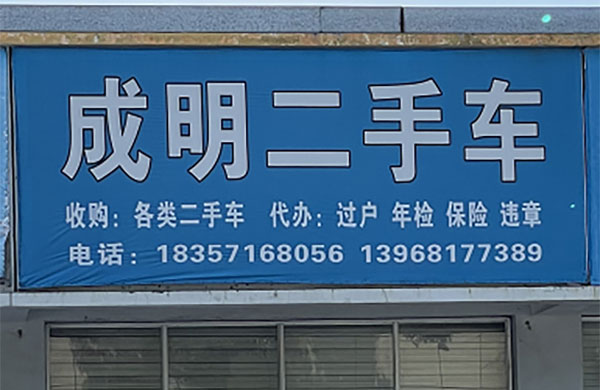 成明二手车
收购：各类二手车 代办：过户 年检 保险 违章
电话：18357168056 13968177389